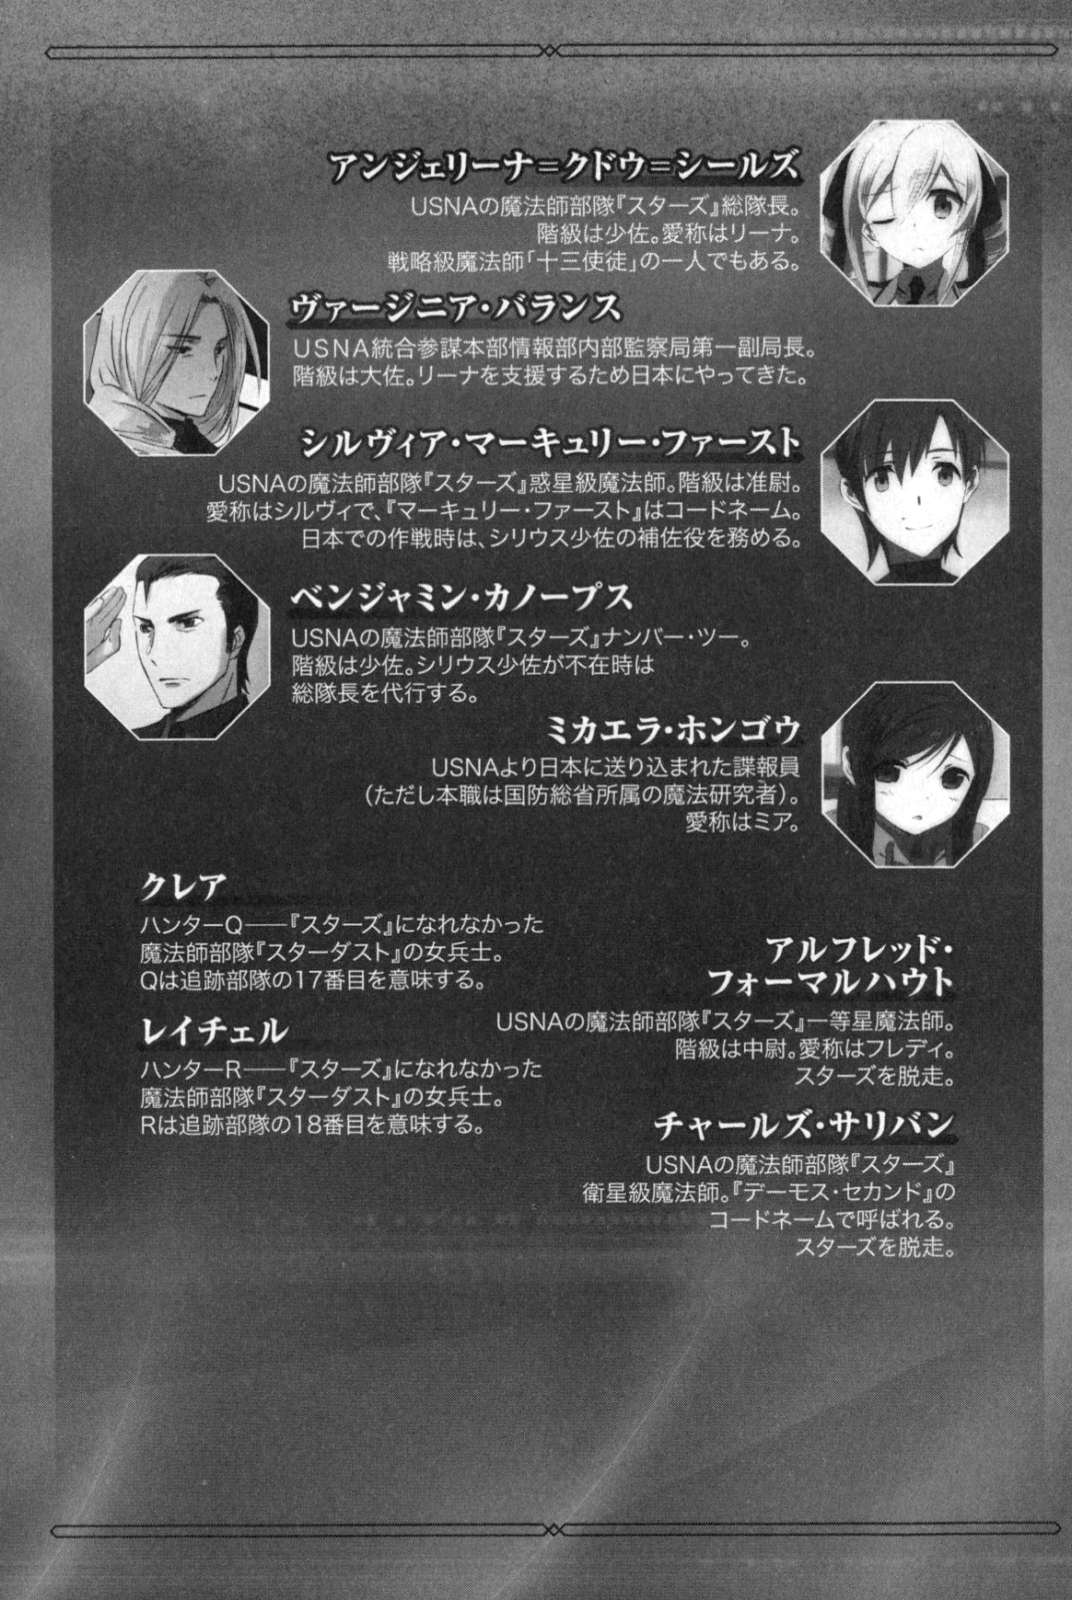 アンジェリーナ＝クドウ＝シールズ
USNAの魔法師部隊『スターズ』総隊長。
階級は少佐。愛称はリーナ。
戦略級魔法師「十三使徒」の一人でもある。
ヴァージニア・バランス
USNA統合参謀本部情報部内部監察局第一副局長。
階級は大佐。リーナを支援するため日本にやってきた。
シルヴィア・マーキュリー・ファースト
USNAの魔法師部隊『スターズ』惑星級魔法師。階級は准尉。
愛称はシルヴィで、『マーキュリー・ファースト』はコードネーム。
日本での作戦時は、シリウス少佐の補佐役を務める。
ベンジャミン・カノープス
USNAの魔法師部隊『スターズ』ナンバー・ツー。
階級は少佐。シリウス少佐が不在時は
総隊長を代行する。
ミカエラ・ホンゴウ
USNAより日本に送り込まれた諜報員
（ただし本職は国防総省所属の魔法研究者）。
愛称はミア。
クレア
ハンターQ――『スターズ』になれなかった
魔法師部隊『スターダスト』の女兵士。
Qは追跡部隊の17番目を意味する。
レイチェル
ハンターR――『スターズ』になれなかった
魔法師部隊『スターダスト』の女兵士。
Rは追跡部隊の18番目を意味する。
アルフレッド・
フォーマルハウト
USNAの魔法師部隊『スターズ』一等星魔法師。
階級は中尉。愛称はフレディ。
スターズを脱走。
チャールズ・サリバン
USNAの魔法師部隊『スターズ』
衛星級魔法師。『デーモス・セカンド』の
コードネームで呼ばれる。
スターズを脱走。